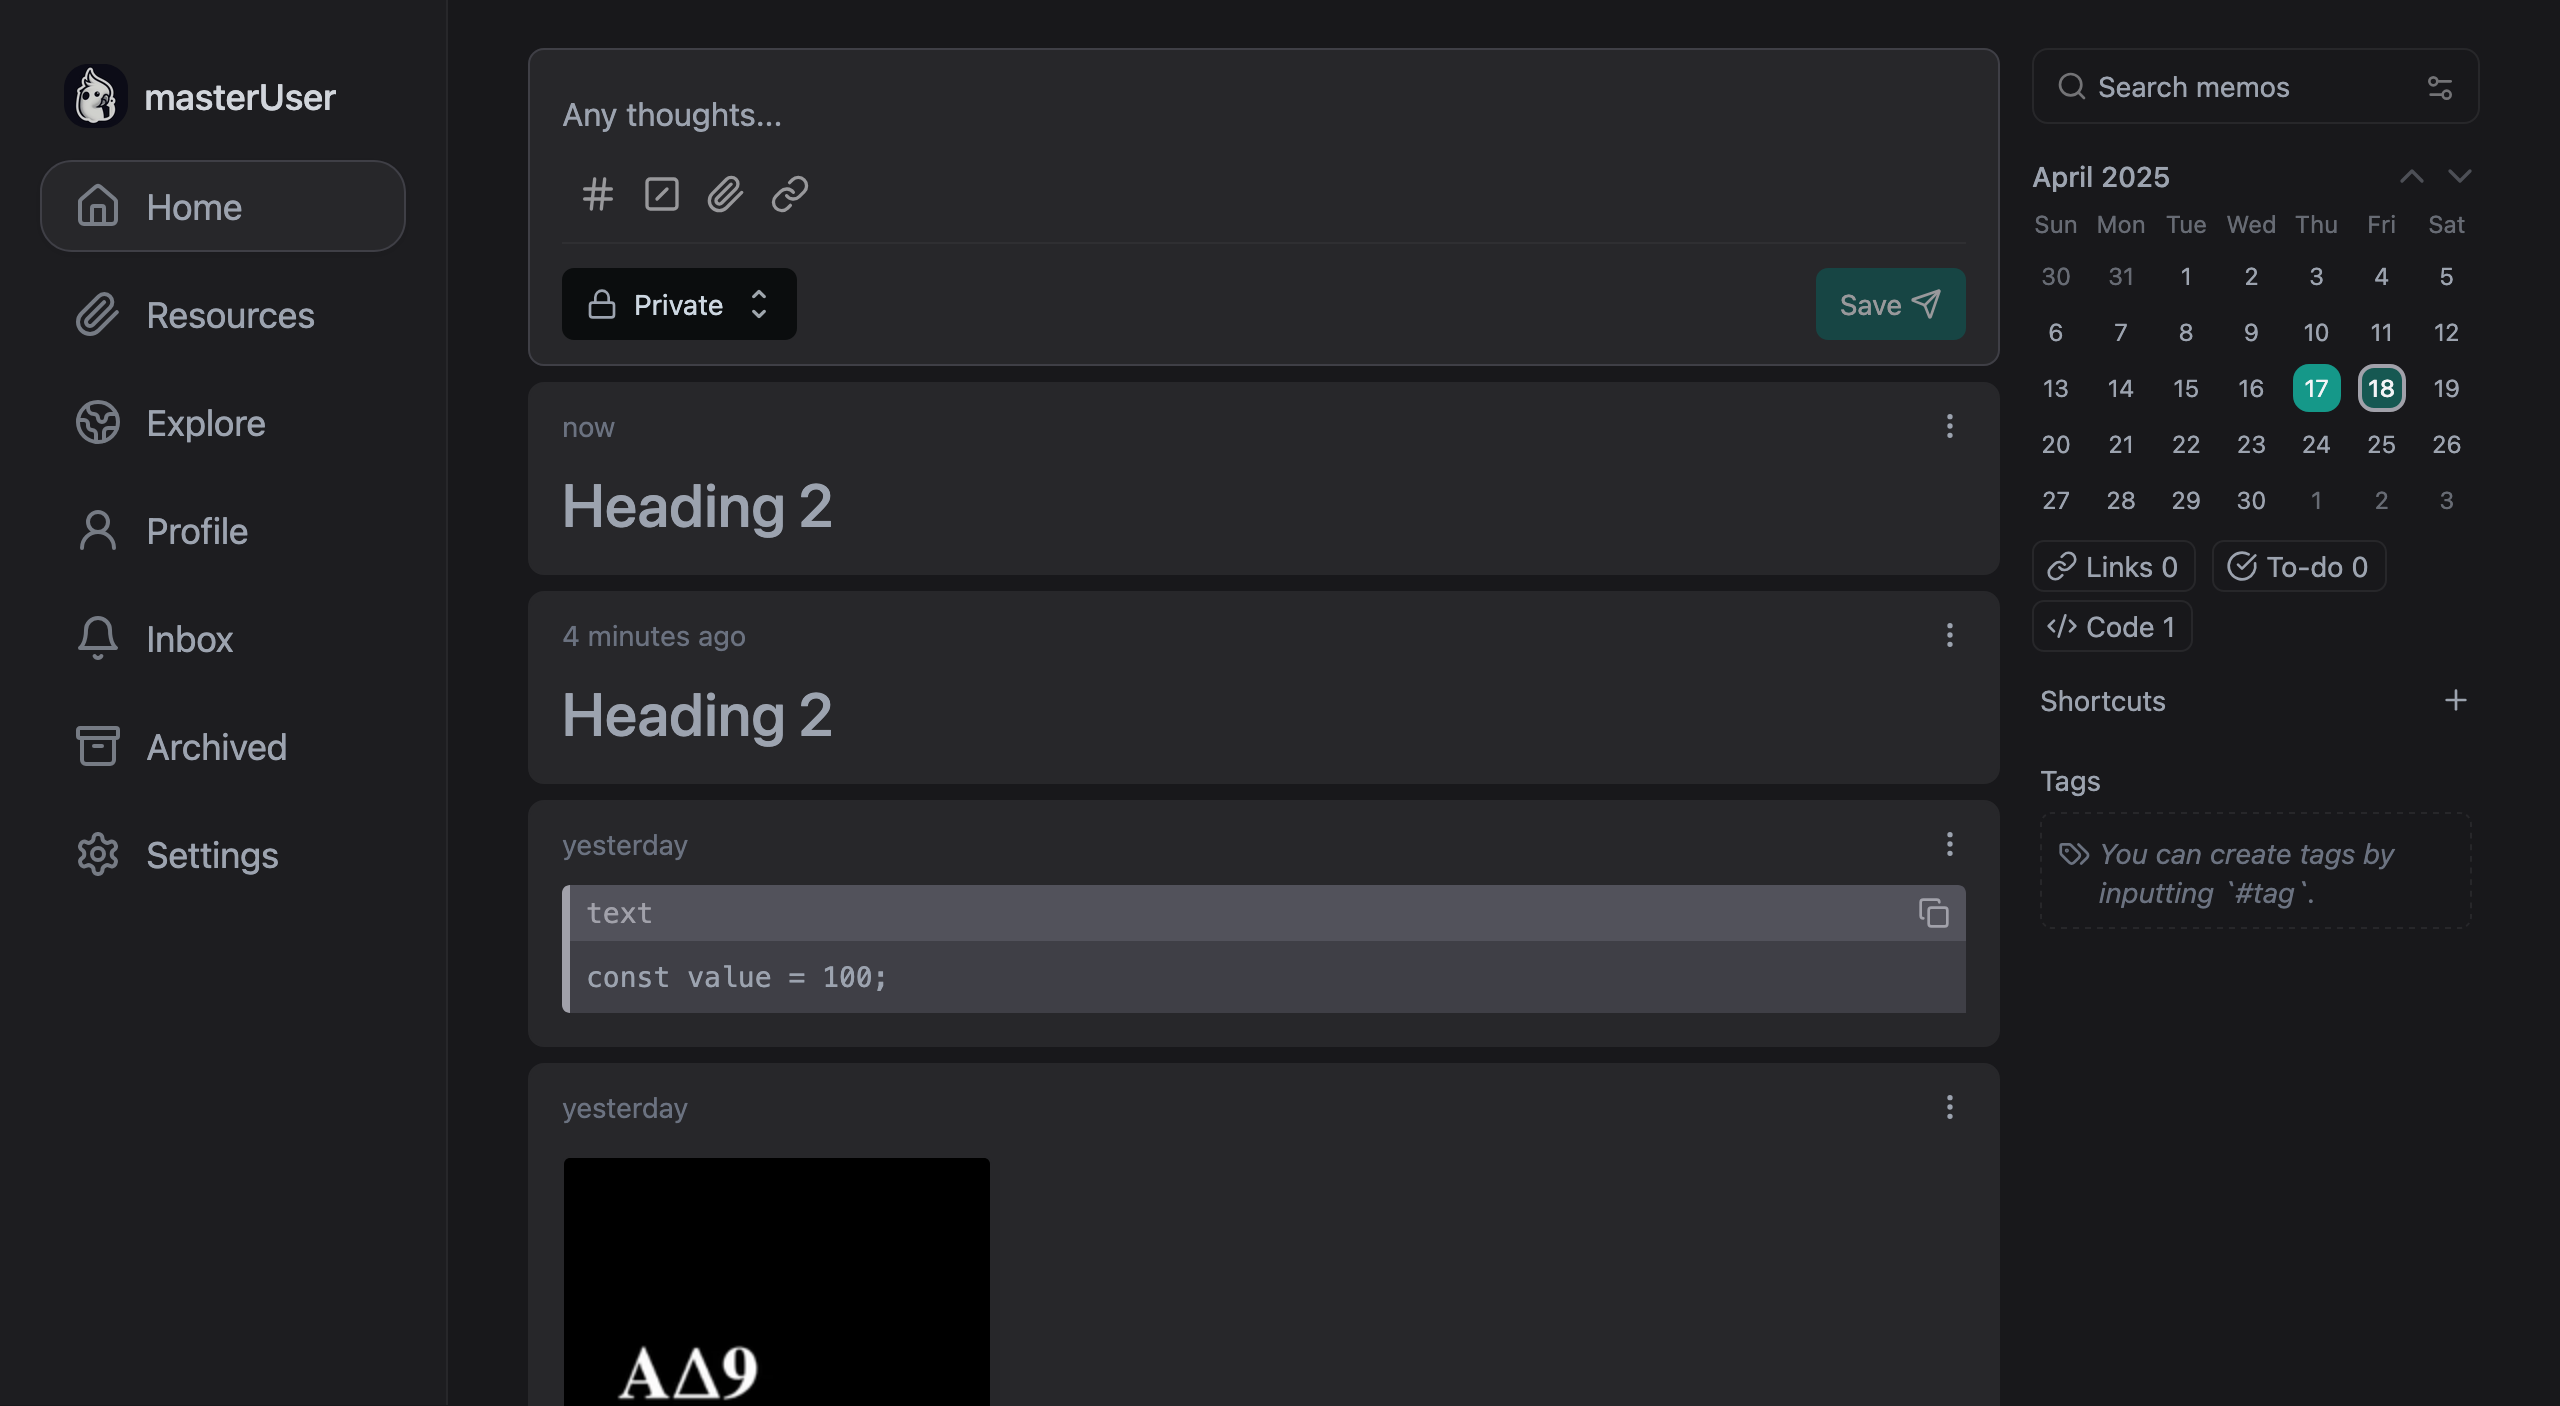 masterUser
Home
Resources
Explore
Profile
Inbox
Archived
Settings
Any thoughts...
Private
Save
now
Heading 2
4 minutes ago
Heading 2
yesterday
text
const value = 100;
yesterday
ΑΔ9
Search memos
April 2025
Sun Mon Tue Wed Thu Fri Sat
30 31 1 2 3 4 5
6 7 8 9 10 11 12
13 14 15 16 17 18 19
20 21 22 23 24 25 26
27 28 29 30 1 2 3
Links 0 To-do 0
Code 1
Shortcuts
Tags
You can create tags by
inputting `#tag`.